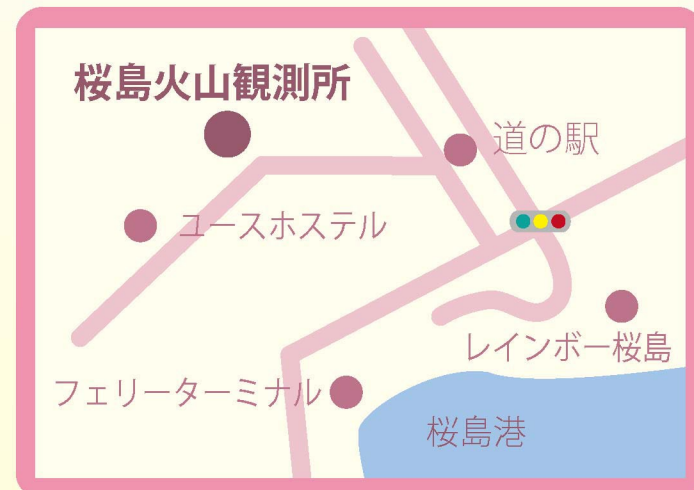 桜島火山観測所
道の駅
ユースホステル
レインボー桜島
フェリーターミナル
桜島港